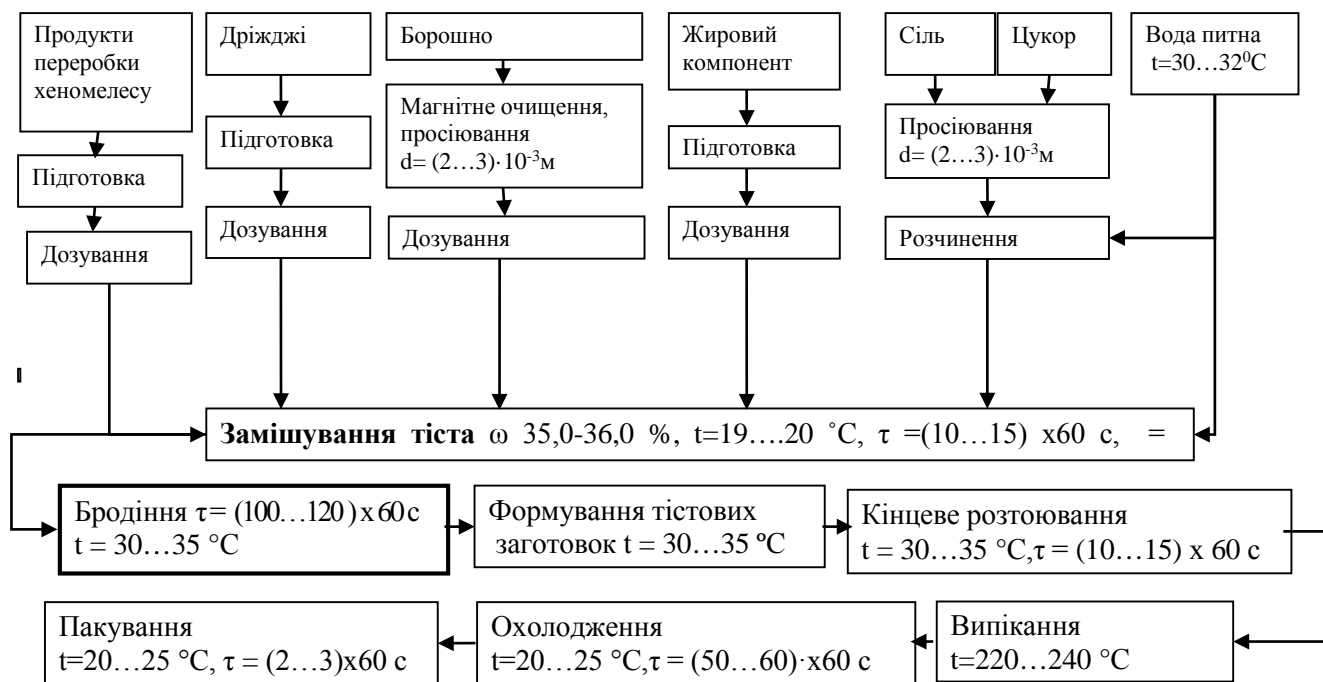 Продукти
переробки
хеномелесу
Дріжджі
Борошно
Жировий
компонент
Сіль
Цукор
Вода питна
t=30…32⁰С
Магнітне очищення,
просіювання
d= (2…3)·10⁻³м
Підготовка
Підготовка
Просіювання
d= (2…3)·10⁻³м
Підготовка
Дозування
Дозування
Дозування
Дозування
Розчинення
Дозування
Замішування тіста ω 35,0-36,0 %, t=19….20 ˚С, τ =(10…15) х60 с, =
Бродіння τ= (100…120)х60с
t = 30…35 °С
Формування тістових
заготовок t = 30…35 ºС
Кінцеве розтоювання
t = 30…35 °С,τ = (10…15) х 60 с
Пакування
t=20…25 °С, τ = (2…3)х60 с
Охолодження
t=20…25 °С,τ = (50…60)·х60 с
Випікання
t=220…240 °С